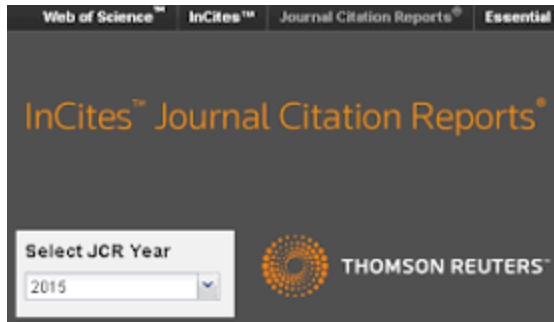 Web of Science™ InCites™ Journal Citation Reports® Essential
InCites™ Journal Citation Reports®
Select JCR Year
2015
THOMSON REUTERS™